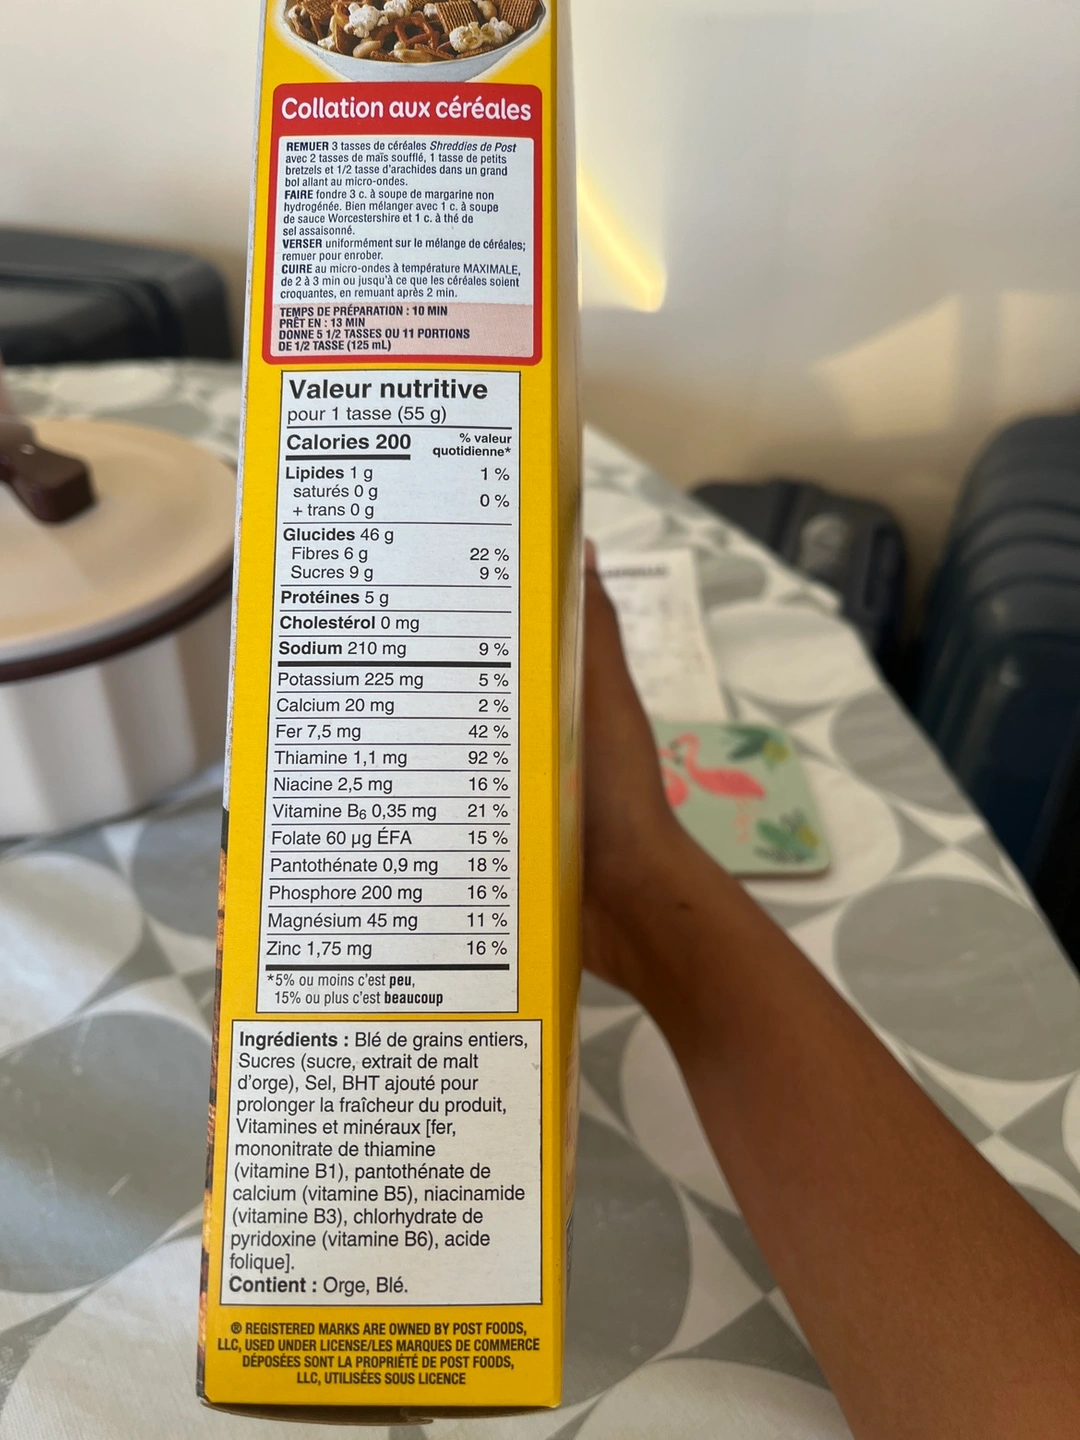 Collation aux céréales
REMUER 3 tasses de céréales Shreddies de Post
avec 2 tasses de maïs soufflé, 1 tasse de petits
bretzels et 1/2 tasse d'arachides dans un grand
bol allant au micro-ondes.
FAIRE fondre 3 c. à soupe de margarine non
hydrogénée. Bien mélanger avec 1 c. à soupe
de sauce Worcestershire et 1 c. à thé de
sel assaisonné.
VERSER uniformément sur le mélange de céréales;
remuer pour enrober.
CUIRE au micro-ondes à température MAXIMALE,
de 2 à 3 min ou jusqu'à ce que les céréales soient
croquantes, en remuant après 2 min.
TEMPS DE PRÉPARATION : 10 MIN
PRÊT EN : 13 MIN
DONNE 5 1/2 TASSES OU 11 PORTIONS
DE 1/2 TASSE (125 mL)
Valeur nutritive
pour 1 tasse (55 g)
Calories 200 % valeur quotidienne*
Lipides 1 g 1 %
saturés 0 g
+ trans 0 g 0 %
Glucides 46 g
Fibres 6 g 22 %
Sucres 9 g 9 %
Protéines 5 g
Cholestérol 0 mg
Sodium 210 mg 9 %
Potassium 225 mg 5 %
Calcium 20 mg 2 %
Fer 7,5 mg 42 %
Thiamine 1,1 mg 92 %
Niacine 2,5 mg 16 %
Vitamine B6 0,35 mg 21 %
Folate 60 µg ÉFA 15 %
Pantothénate 0,9 mg 18 %
Phosphore 200 mg 16 %
Magnésium 45 mg 11 %
Zinc 1,75 mg 16 %
*5% ou moins c'est peu,
15% ou plus c'est beaucoup
Ingrédients : Blé de grains entiers,
Sucres (sucre, extrait de malt
d'orge), Sel, BHT ajouté pour
prolonger la fraîcheur du produit,
Vitamines et minéraux [fer,
mononitrate de thiamine
(vitamine B1), pantothénate de
calcium (vitamine B5), niacinamide
(vitamine B3), chlorhydrate de
pyridoxine (vitamine B6), acide
folique].
Contient : Orge, Blé.
® REGISTERED MARKS ARE OWNED BY POST FOODS,
LLC, USED UNDER LICENSE/LES MARQUES DE COMMERCE
DÉPOSÉES SONT LA PROPRIÉTÉ DE POST FOODS,
LLC, UTILISÉES SOUS LICENCE